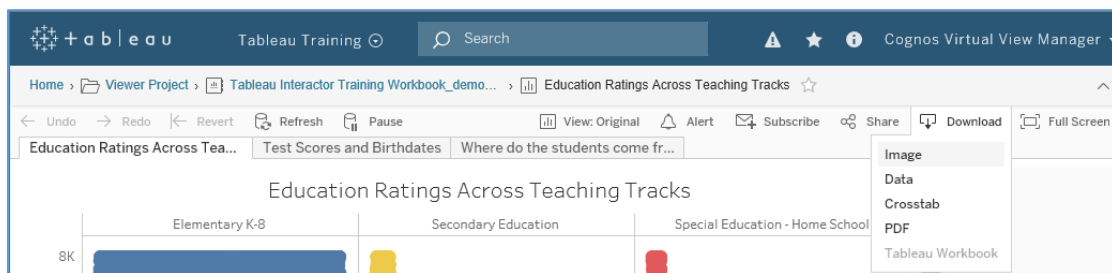 tableau Tableau Training Search Cognos Virtual View Manager
Home › Viewer Project › Tableau Interactor Training Workbook_demo... › Education Ratings Across Teaching Tracks
Undo Redo Revert Refresh Pause View: Original Alert Subscribe Share Download Full Screen
Education Ratings Across Tea... Test Scores and Birthdates Where do the students come fr...
Image
Data
Crosstab
PDF
Tableau Workbook
Education Ratings Across Teaching Tracks
Elementary K-8 Secondary Education Special Education - Home School
8K